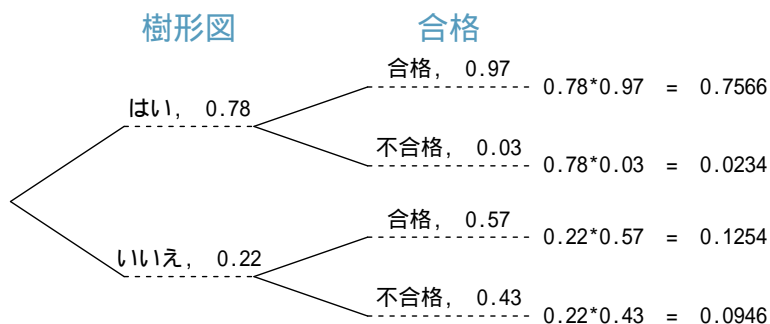 樹形図 合格
合格, 0.97
0.78*0.97 = 0.7566
はい, 0.78
不合格, 0.03
0.78*0.03 = 0.0234
合格, 0.57
0.22*0.57 = 0.1254
いいえ, 0.22
不合格, 0.43
0.22*0.43 = 0.0946